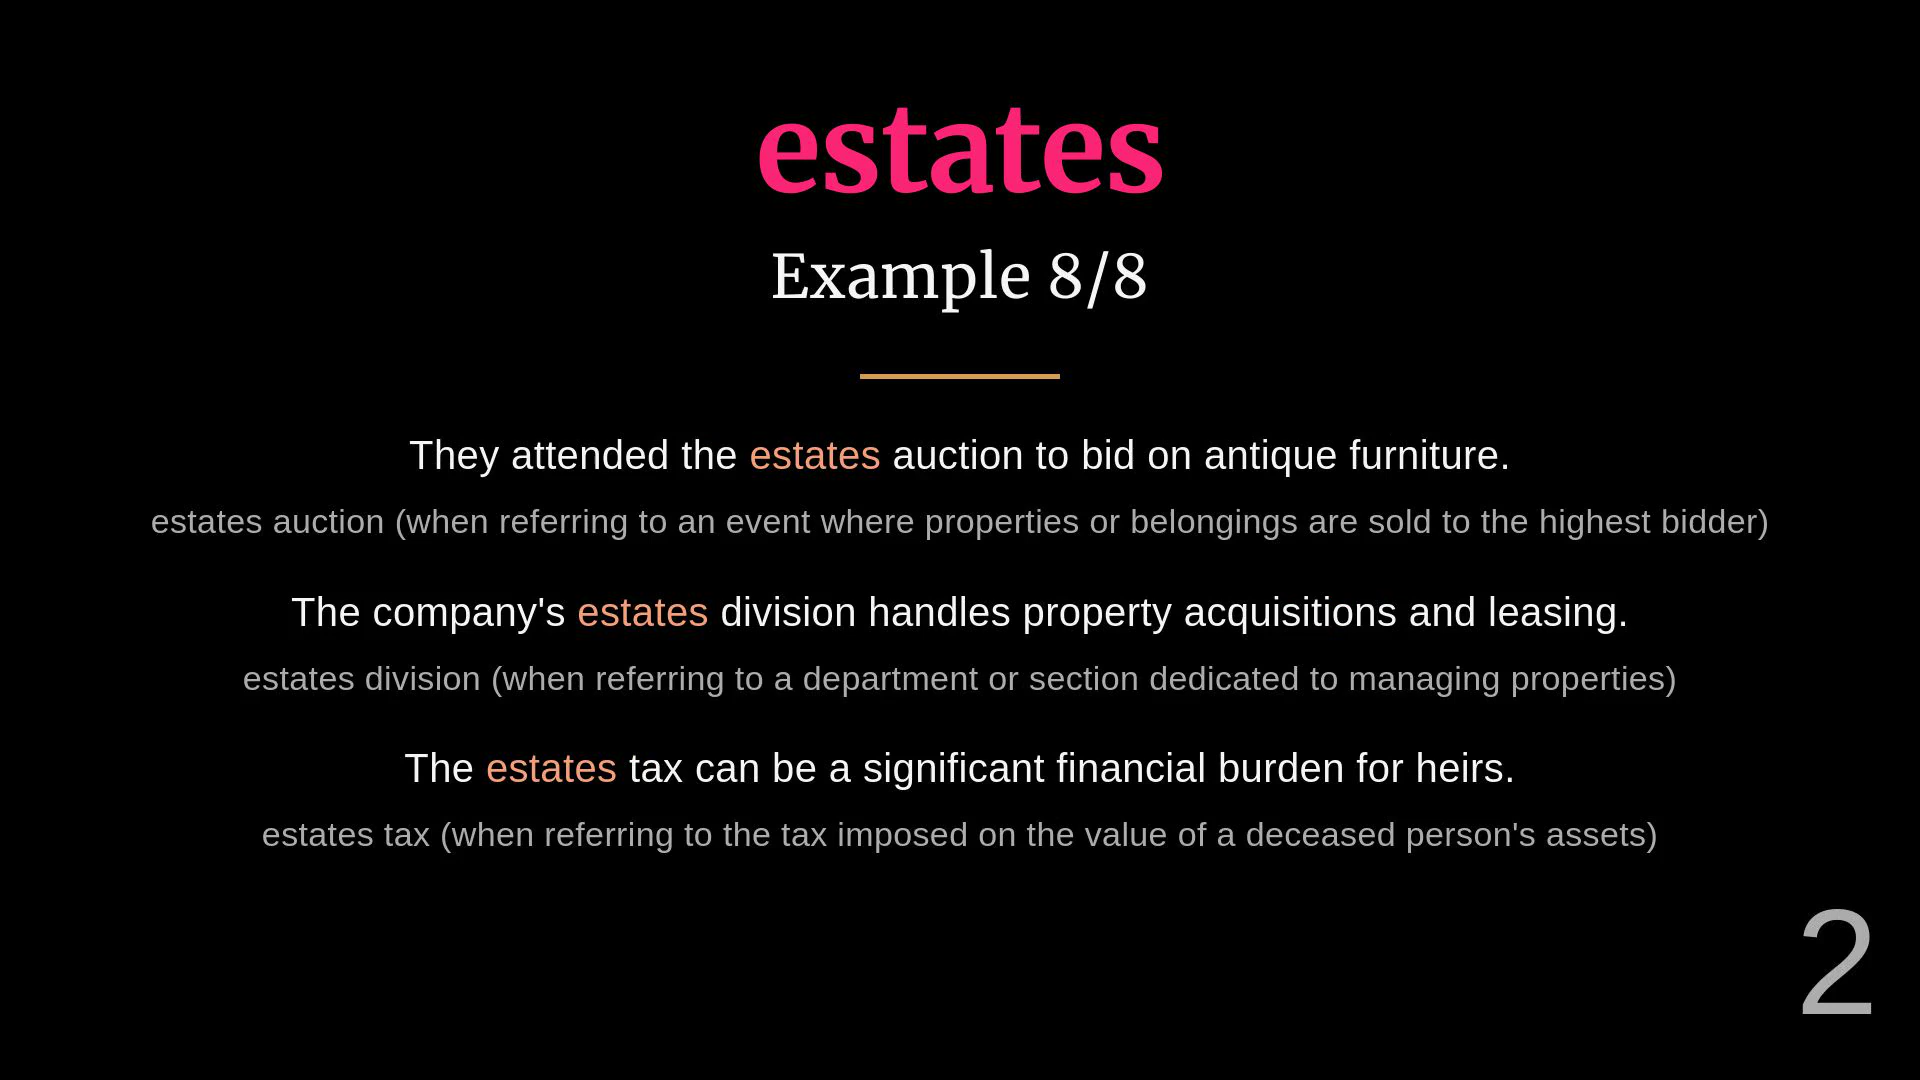 estates
Example 8/8
They attended the estates auction to bid on antique furniture.
estates auction (when referring to an event where properties or belongings are sold to the highest bidder)
The company's estates division handles property acquisitions and leasing.
estates division (when referring to a department or section dedicated to managing properties)
The estates tax can be a significant financial burden for heirs.
estates tax (when referring to the tax imposed on the value of a deceased person's assets)
2